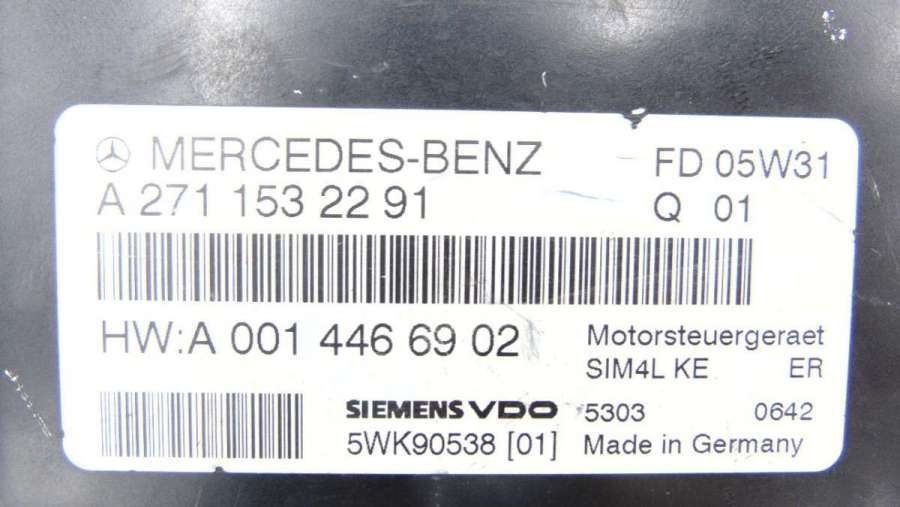 MERCEDES-BENZ FD 05W31
A 271 153 22 91 Q 01
HW:A 001 446 69 02
Motorsteuergeraet
SIM4L KE ER
SIEMENS VDO 5303 0642
5WK90538 [01] Made in Germany